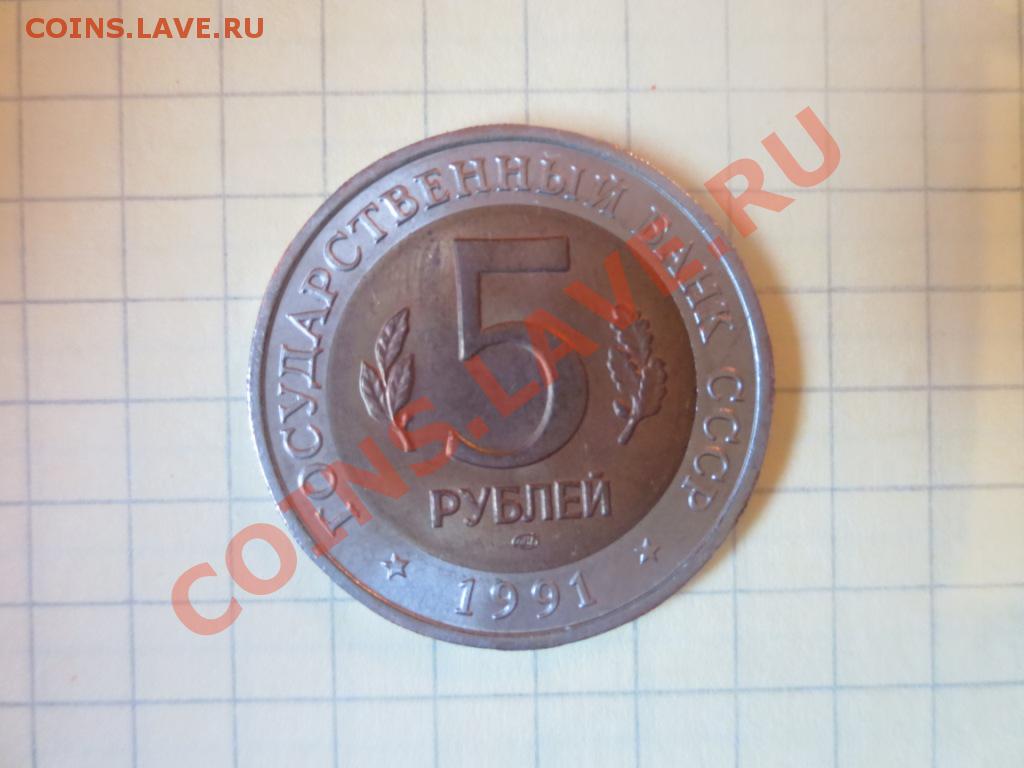 COINS.LAVE.RU
ГОСУДАРСТВЕННЫЙ БАНК СССР
5
РУБЛЕЙ
1991
COINS.LAVE.RU